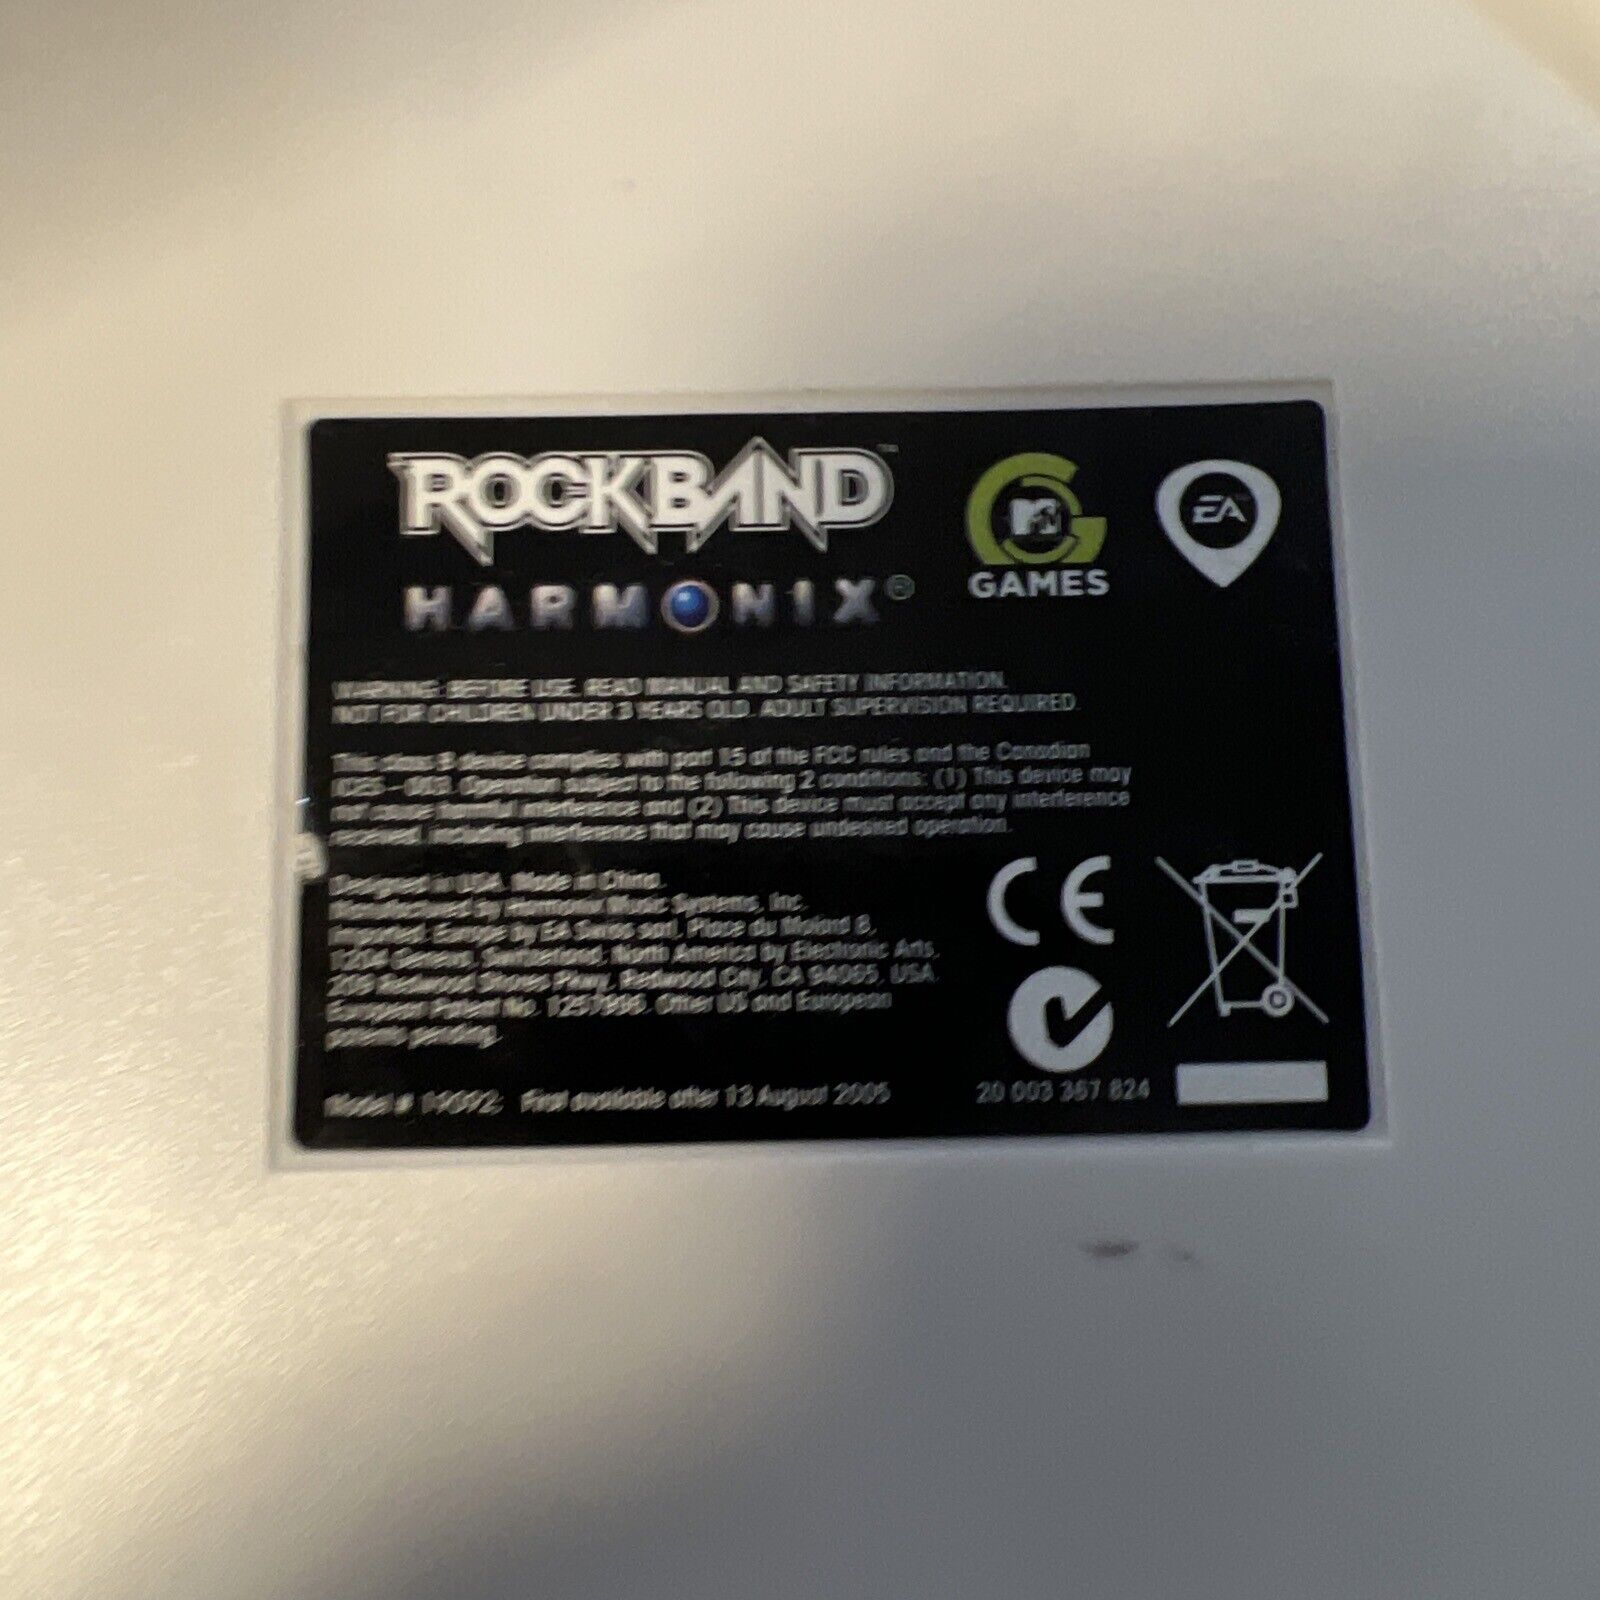 ROCKBAND™
HARMONIX®
MTV
GAMES
EA
WARNING: BEFORE USE, READ MANUAL AND SAFETY INFORMATION.
NOT FOR CHILDREN UNDER 3 YEARS OLD. ADULT SUPERVISION REQUIRED.
This class B device complies with part 15 of the FCC rules and the Canadian
ICES-003. Operation subject to the following 2 conditions: (1) This device may
not cause harmful interference and (2) This device must accept any interference
received, including interference that may cause undesired operation.
Designed in USA. Made in China.
Manufactured by Harmonix Music Systems, Inc.
Imported: Europe by EA Swiss sarl, Place du Molard 8,
1204 Geneva, Switzerland. North America by Electronic Arts,
209 Redwood Shores Pkwy, Redwood City, CA 94065, USA.
European Patent No. 1251996. Other US and European
patents pending.
Model # 19092; First available after 13 August 2005
CE
20 003 367 824